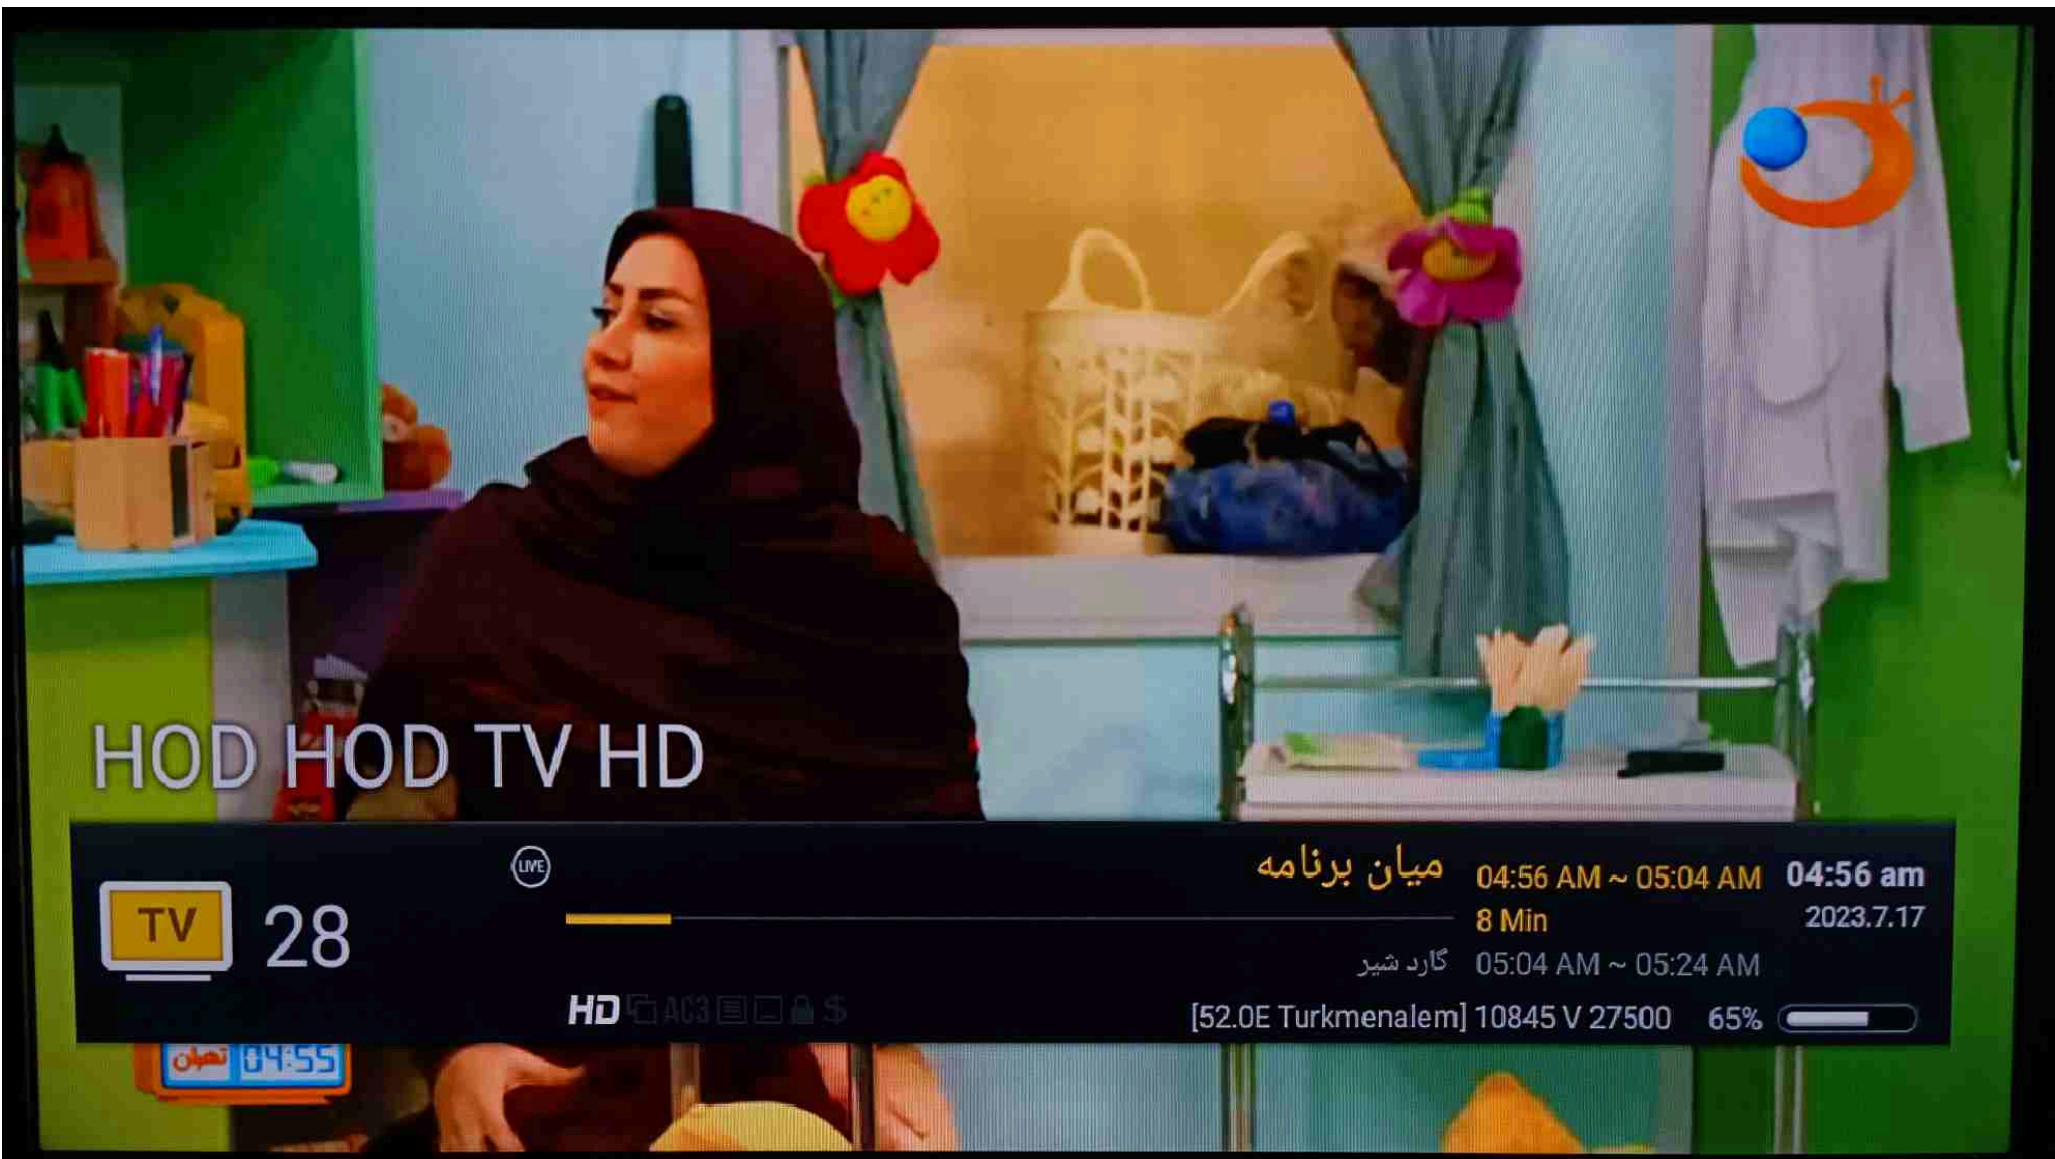 HOD HOD TV HD
LIVE
میان برنامه 04:56 AM ~ 05:04 AM 04:56 am
TV 28
8 Min 2023.7.17
گارد شیر 05:04 AM ~ 05:24 AM
HD AC3 $
[52.0E Turkmenalem] 10845 V 27500 65%
تهران 04:55